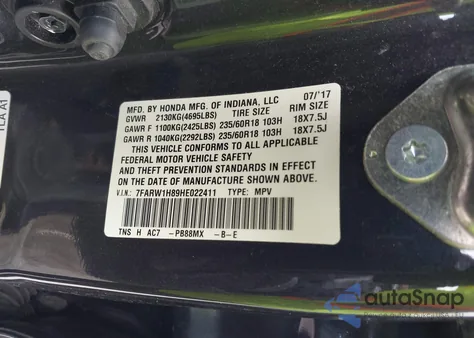 MFD. BY HONDA MFG. OF INDIANA, LLC 07/'17
GVWR 2130KG(4695LBS) TIRE SIZE RIM SIZE
GAWR F 1100KG(2425LBS) 235/60R18 103H 18X7.5J
GAWR R 1040KG(2292LBS) 235/60R18 103H 18X7.5J
THIS VEHICLE CONFORMS TO ALL APPLICABLE
FEDERAL MOTOR VEHICLE SAFETY
AND THEFT PREVENTION STANDARDS IN EFFECT
ON THE DATE OF MANUFACTURE SHOWN ABOVE.
V.I.N.: 7FARW1H89HE022411 TYPE: MPV
TNS H AC7 -PB88MX -B-E
TLA A1
autoSnap